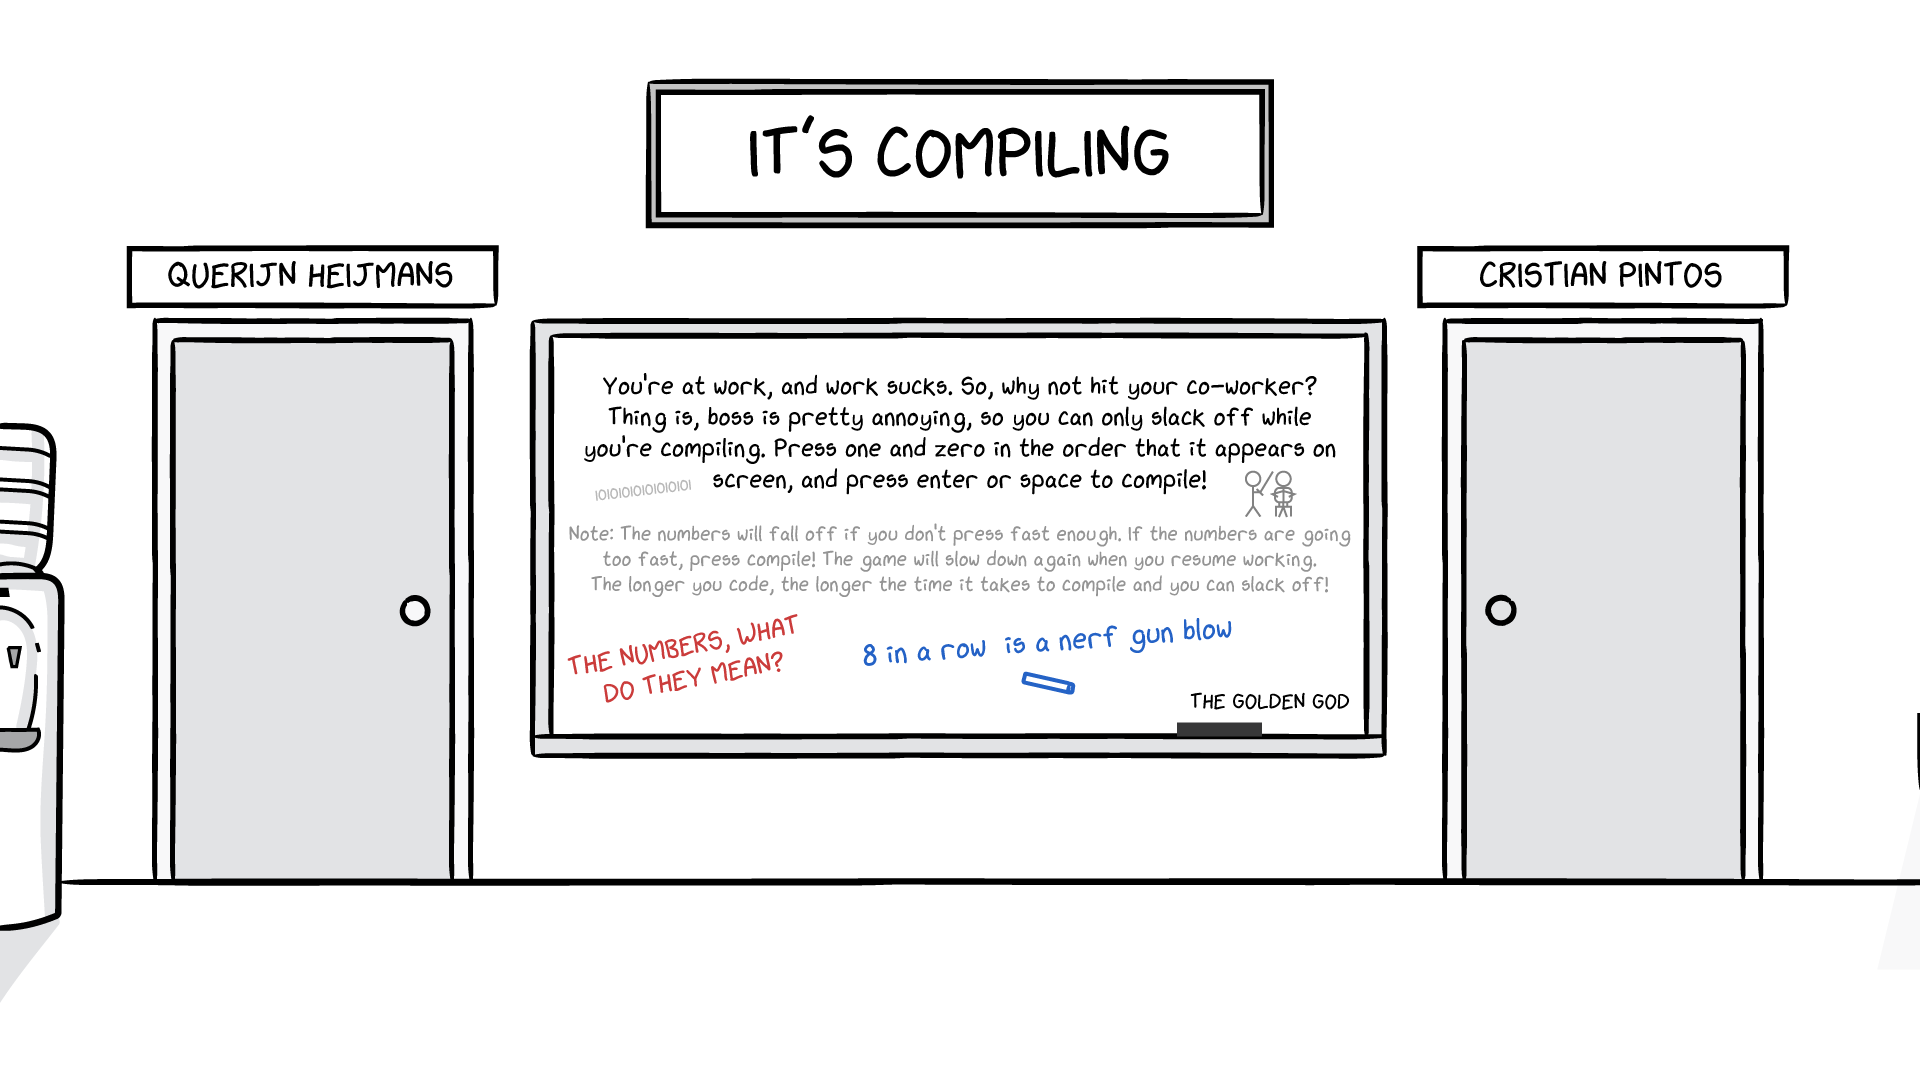 IT'S COMPILING
QUERIJN HEIJMANS
CRISTIAN PINTOS
You're at work, and work sucks. So, why not hit your co-worker?
Thing is, boss is pretty annoying, so you can only slack off while
you're compiling. Press one and zero in the order that it appears on
screen, and press enter or space to compile!
1010101010101010101
Note: The numbers will fall off if you don't press fast enough. If the numbers are going
too fast, press compile! The game will slow down again when you resume working.
The longer you code, the longer the time it takes to compile and you can slack off!
THE NUMBERS, WHAT
DO THEY MEAN?
8 in a row is a nerf gun blow
THE GOLDEN GOD